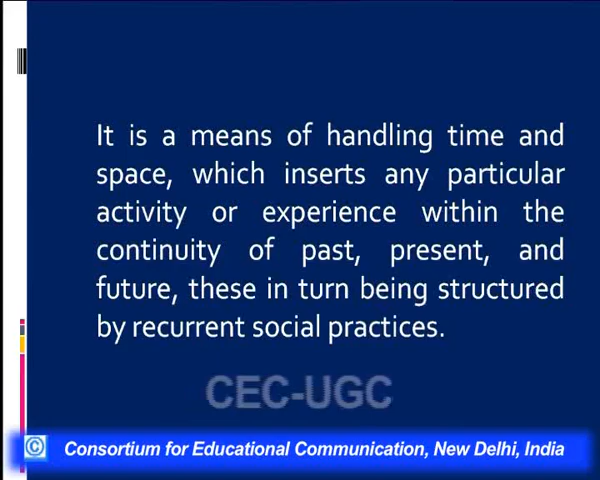 It is a means of handling time and
space, which inserts any particular
activity or experience within the
continuity of past, present, and
future, these in turn being structured
by recurrent social practices.
CEC-UGC
© Consortium for Educational Communication, New Delhi, India